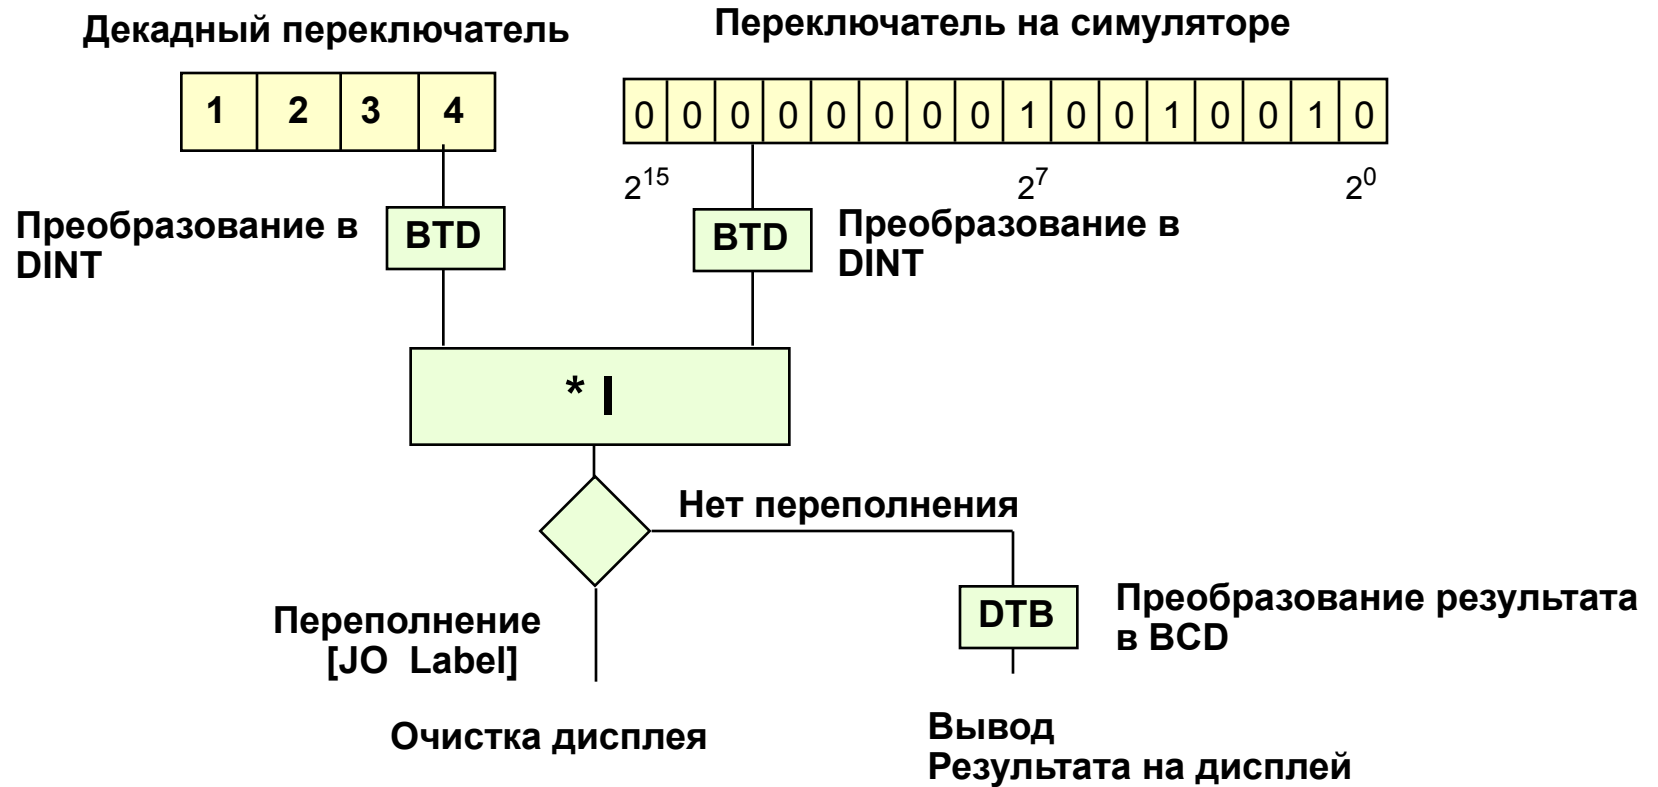 Декадный переключатель
Переключатель на симуляторе
1 2 3 4
0 0 0 0 0 0 0 0 1 0 0 1 0 0 1 0
2^15 2^7 2^0
Преобразование в
DINT
BTD
BTD
Преобразование в
DINT
* I
Нет переполнения
Переполнение
[JO Label]
DTB
Преобразование результата
в BCD
Очистка дисплея
Вывод
Результата на дисплей